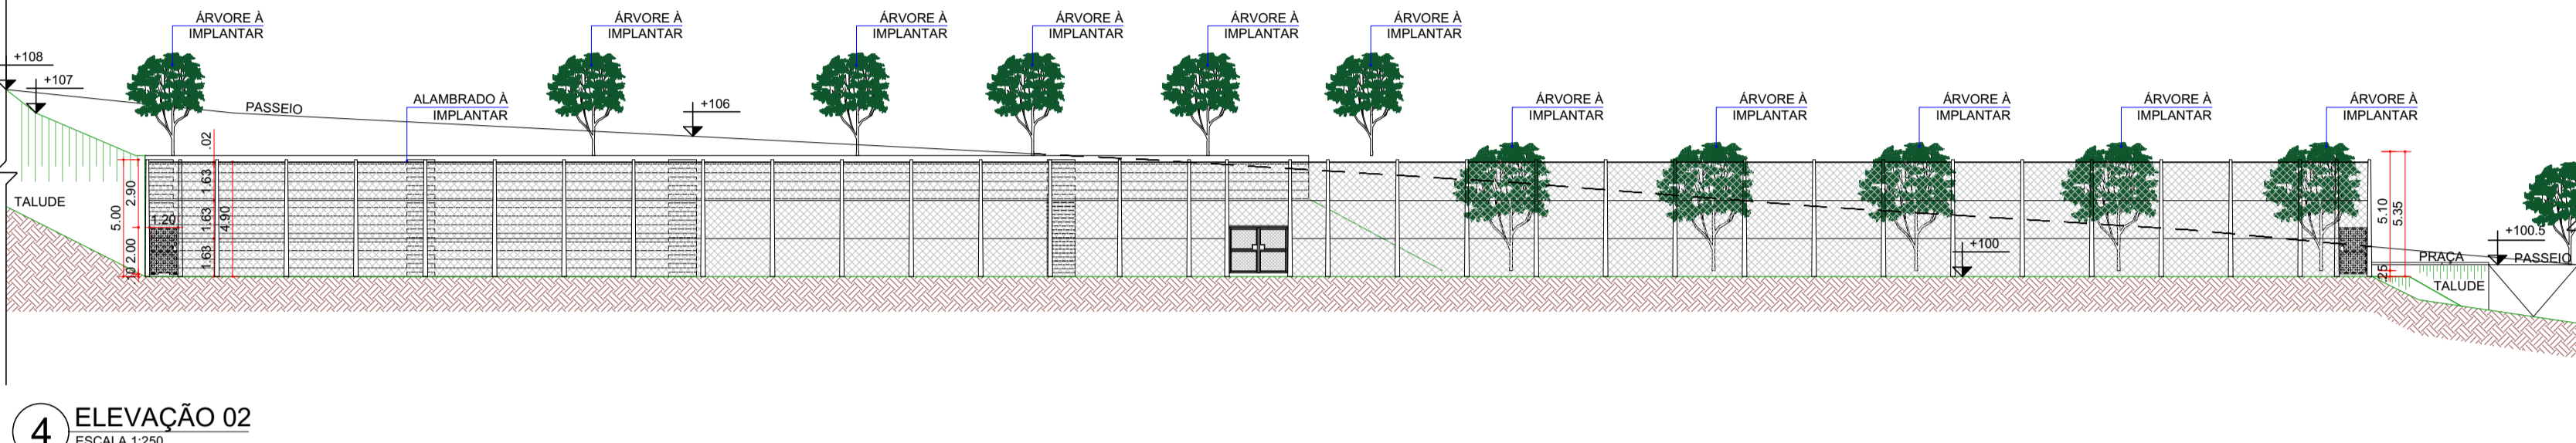 ÁRVORE À
IMPLANTAR
ÁRVORE À
IMPLANTAR
ÁRVORE À
IMPLANTAR
ÁRVORE À
IMPLANTAR
ÁRVORE À
IMPLANTAR
ÁRVORE À
IMPLANTAR
+108
+107
PASSEIO
ALAMBRADO À
IMPLANTAR
+106
ÁRVORE À
IMPLANTAR
ÁRVORE À
IMPLANTAR
ÁRVORE À
IMPLANTAR
ÁRVORE À
IMPLANTAR
ÁRVORE À
IMPLANTAR
TALUDE
5.00
2.90
2.00
.10
1.20
.02
1.63
1.63
1.63
4.90
+100
5.10
5.35
.25
+100.5
PRAÇA
PASSEIO
TALUDE
4
ELEVAÇÃO 02
ESCALA 1:250